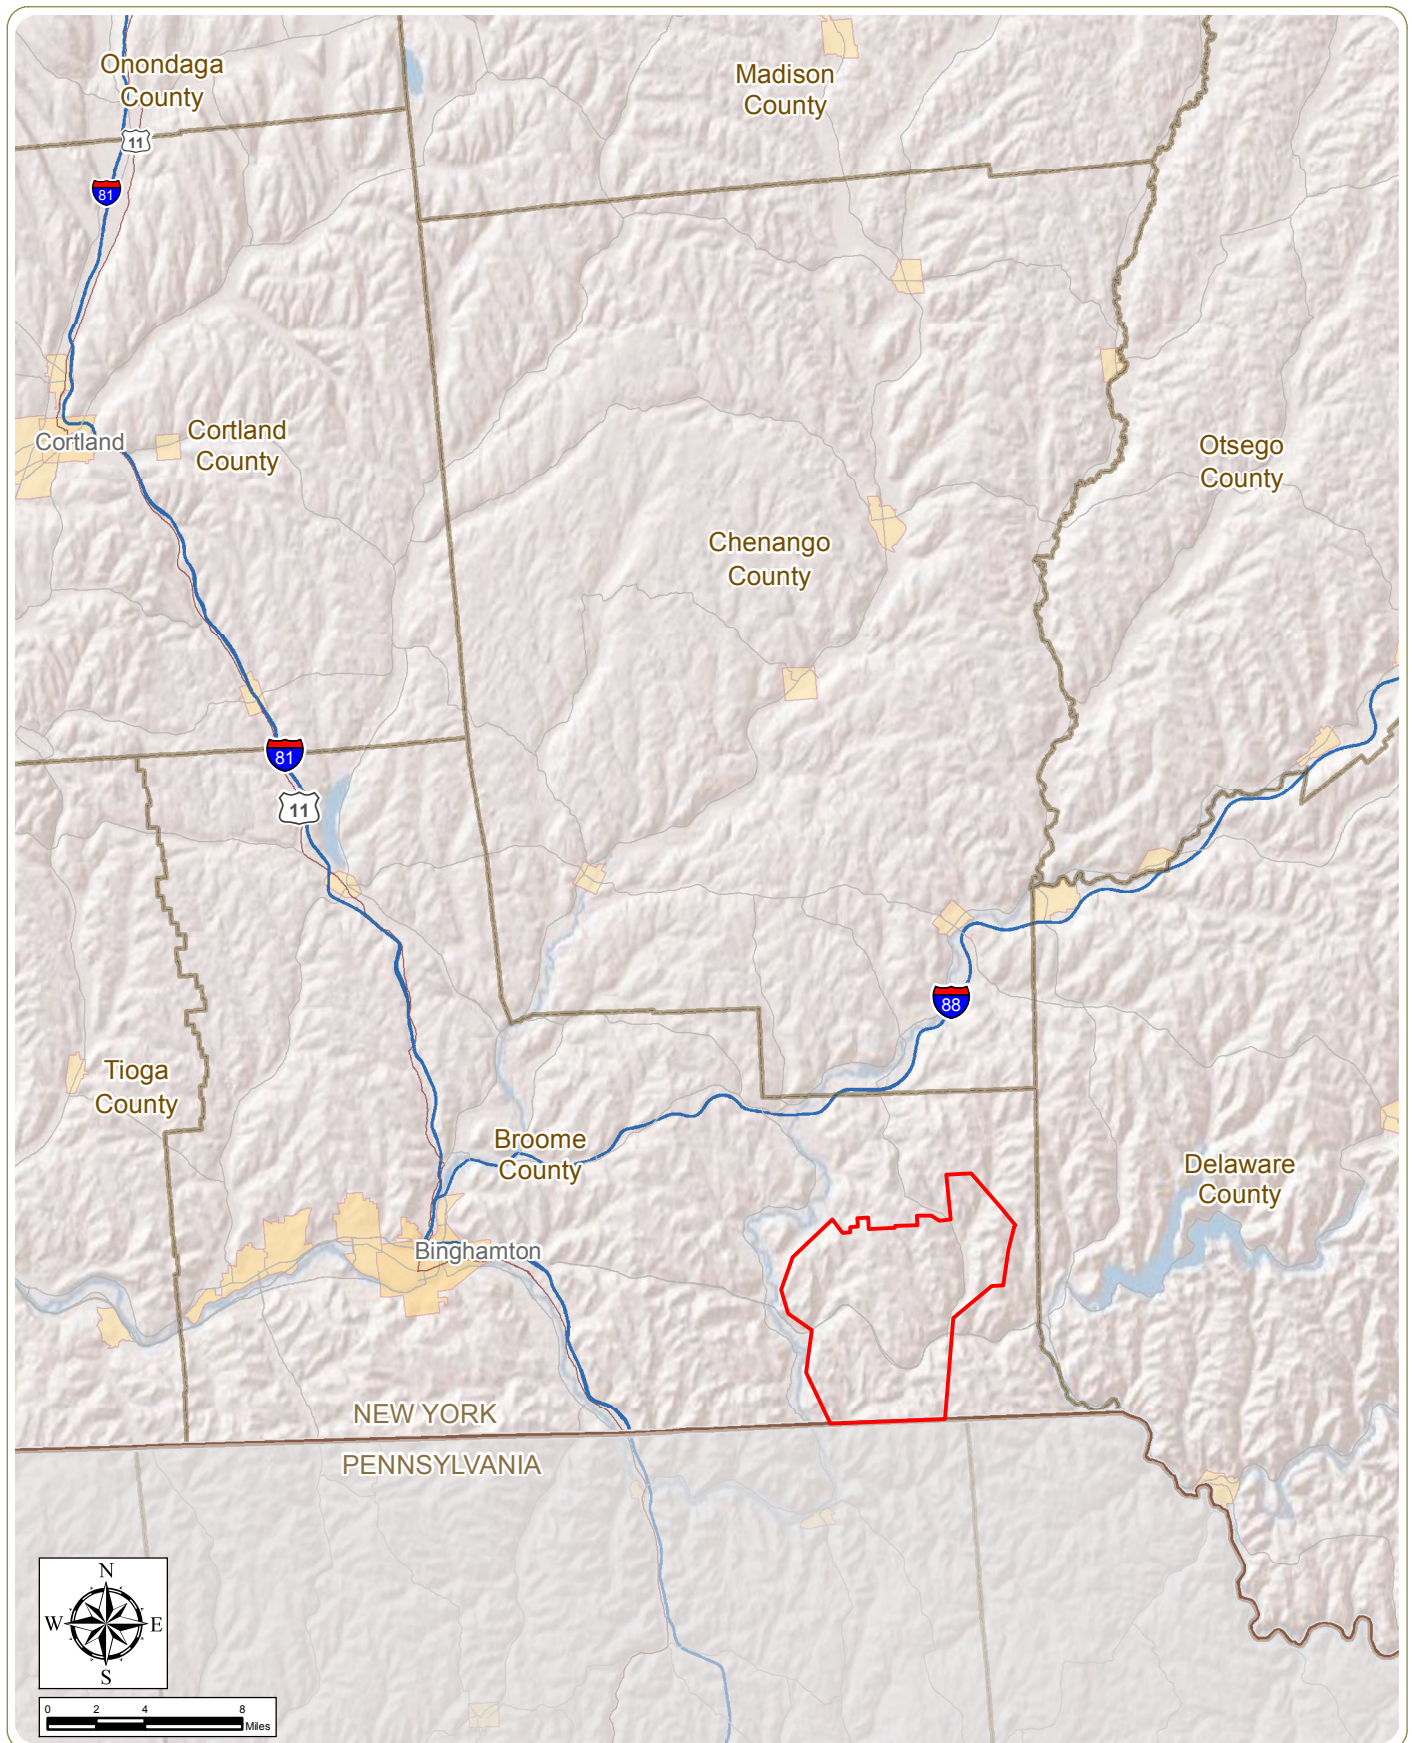 Onondaga
County
Madison
County
11
81
Cortland
Cortland
County
Otsego
County
Chenango
County
81
11
88
Tioga
County
Broome
County
Delaware
County
Binghamton
NEW YORK
PENNSYLVANIA
N
W E
S
0 2 4 8
Miles